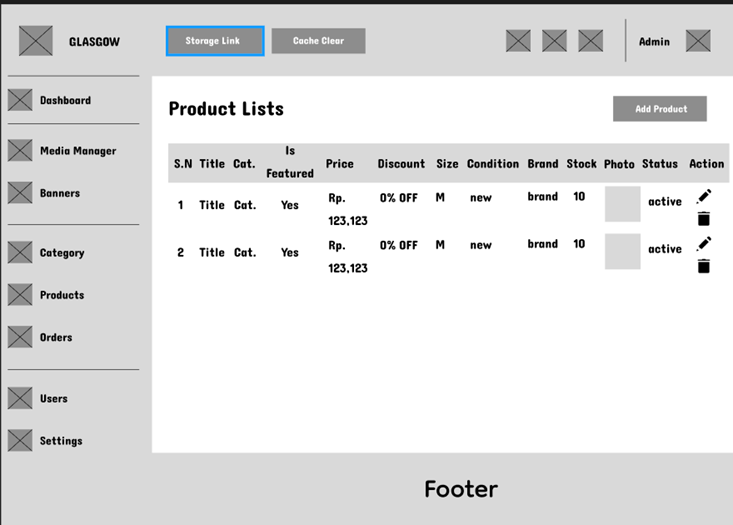 GLASGOW
Storage Link
Cache Clear
Admin
Dashboard
Media Manager
Banners
Category
Products
Orders
Users
Settings
Product Lists
Add Product
S.N Title Cat. Is Featured Price Discount Size Condition Brand Stock Photo Status Action
1 Title Cat. Yes Rp. 123,123 0% OFF M new brand 10 active
2 Title Cat. Yes Rp. 123,123 0% OFF M new brand 10 active
Footer